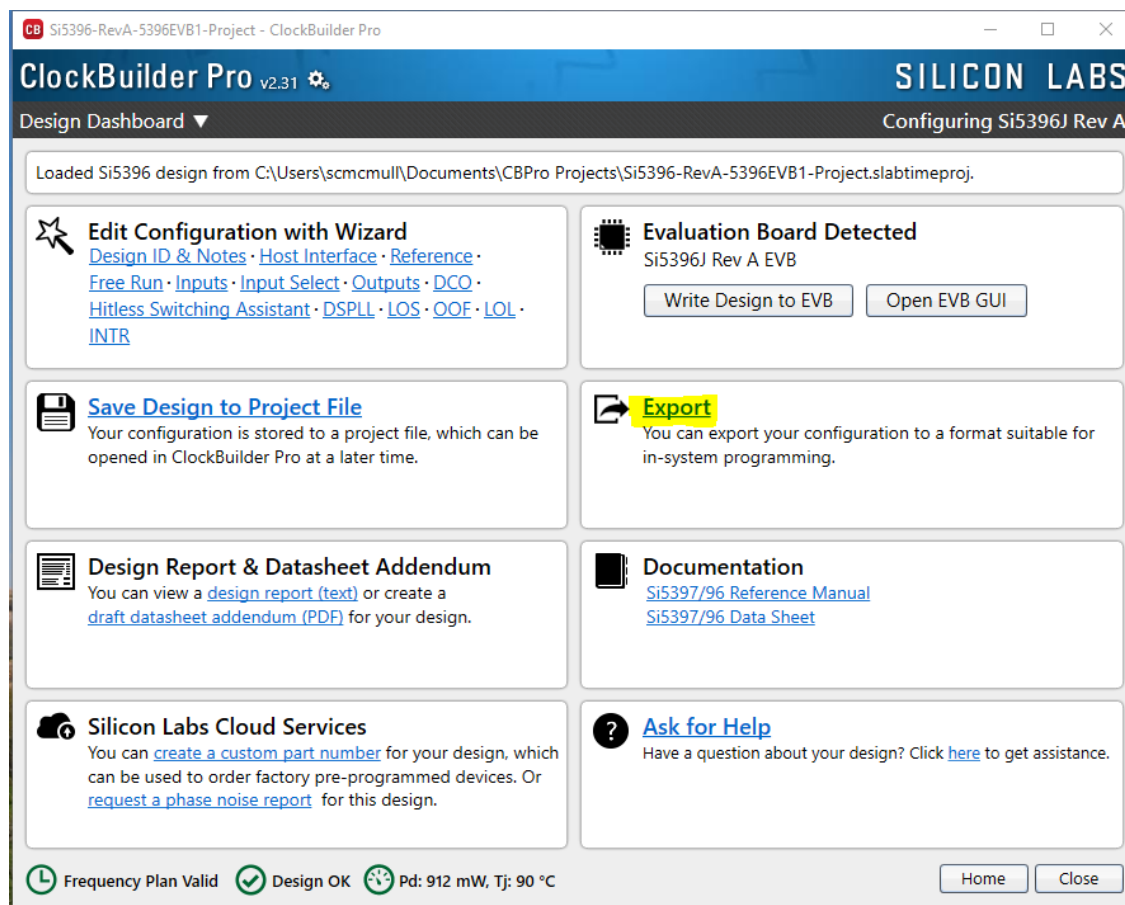 CB Si5396-RevA-5396EVB1-Project - ClockBuilder Pro
ClockBuilder Pro v2.31
SILICON LABS
Design Dashboard ▼
Configuring Si5396J Rev A
Loaded Si5396 design from C:\Users\scmcmull\Documents\CBPro Projects\Si5396-RevA-5396EVB1-Project.slabtimeproj.
Edit Configuration with Wizard
Design ID & Notes · Host Interface · Reference ·
Free Run · Inputs · Input Select · Outputs · DCO ·
Hitless Switching Assistant · DSPLL · LOS · OOF · LOL ·
INTR
Evaluation Board Detected
Si5396J Rev A EVB
Write Design to EVB
Open EVB GUI
Save Design to Project File
Your configuration is stored to a project file, which can be
opened in ClockBuilder Pro at a later time.
Export
You can export your configuration to a format suitable for
in-system programming.
Design Report & Datasheet Addendum
You can view a design report (text) or create a
draft datasheet addendum (PDF) for your design.
Documentation
Si5397/96 Reference Manual
Si5397/96 Data Sheet
Silicon Labs Cloud Services
You can create a custom part number for your design, which
can be used to order factory pre-programmed devices. Or
request a phase noise report for this design.
?
Ask for Help
Have a question about your design? Click here to get assistance.
Frequency Plan Valid
Design OK
Pd: 912 mW, Tj: 90 °C
Home
Close